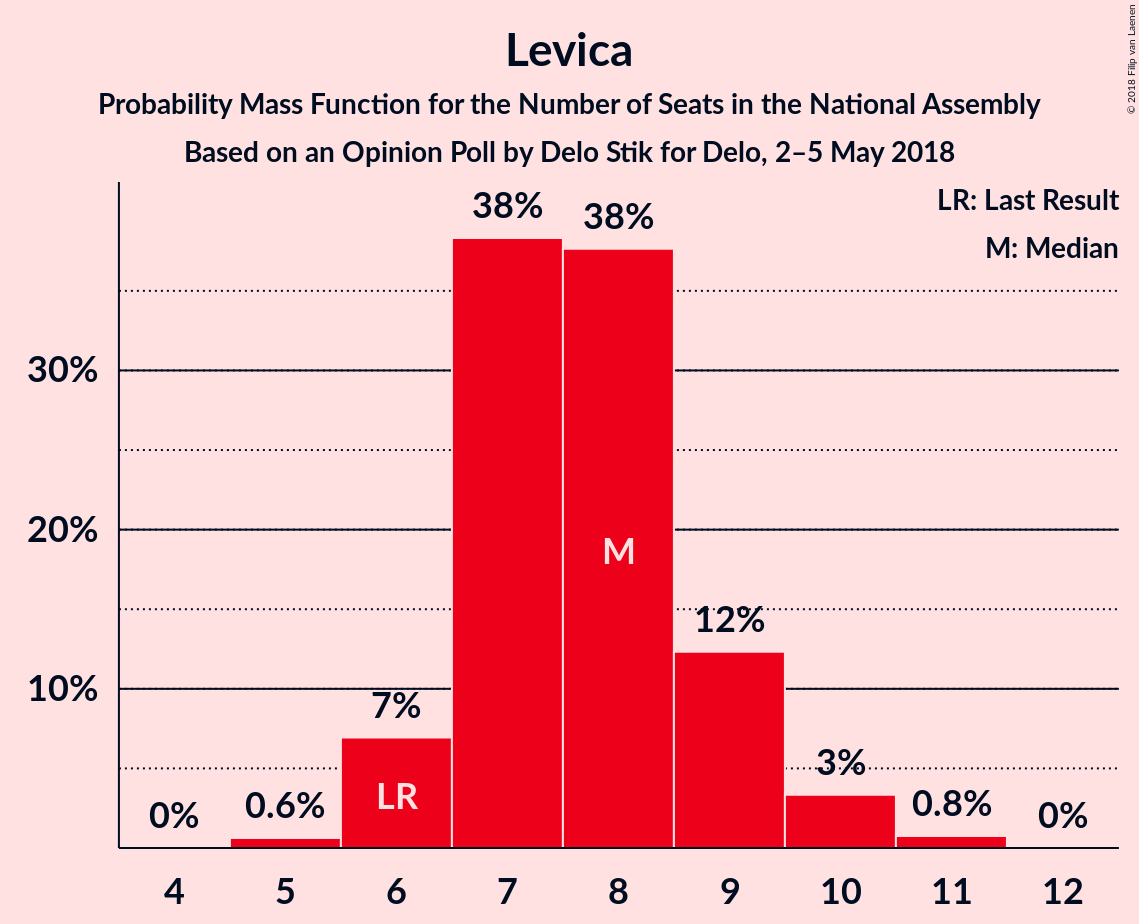 Levica
Probability Mass Function for the Number of Seats in the National Assembly
Based on an Opinion Poll by Delo Stik for Delo, 2–5 May 2018
© 2018 Filip van Laenen
LR: Last Result
M: Median
38%
38%
30%
20%
M
12%
10%
7%
3%
LR
0%
0.6%
0.8%
0%
4 5 6 7 8 9 10 11 12